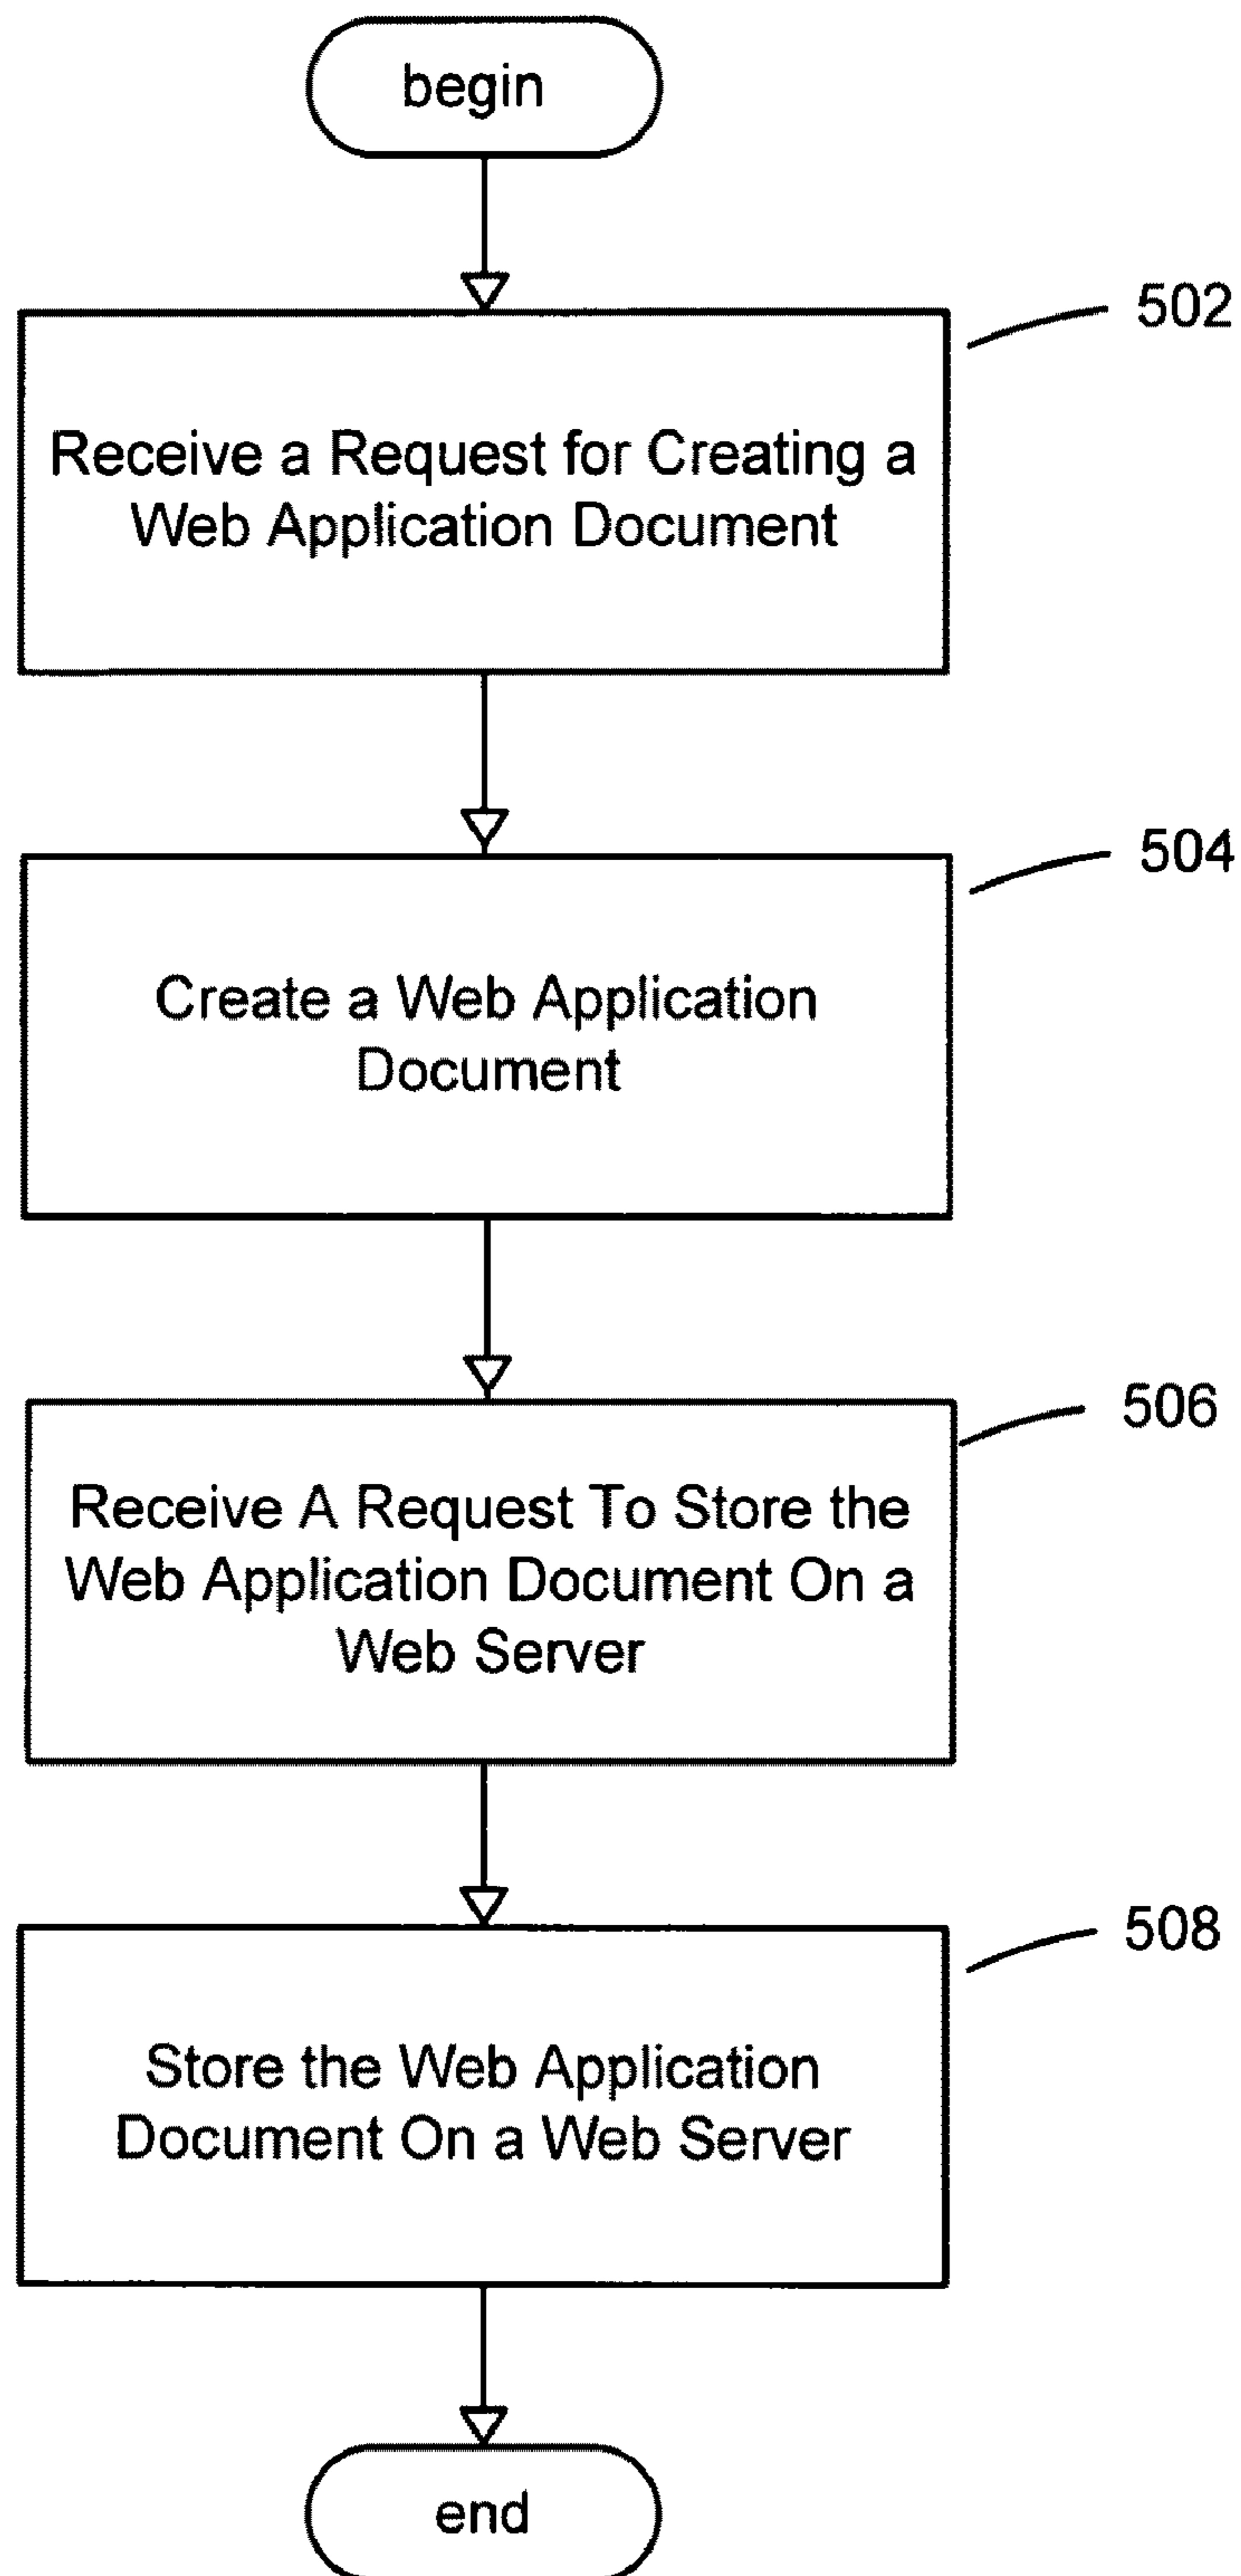 begin
502
Receive a Request for Creating a
Web Application Document
504
Create a Web Application
Document
506
Receive A Request To Store the
Web Application Document On a
Web Server
508
Store the Web Application
Document On a Web Server
end